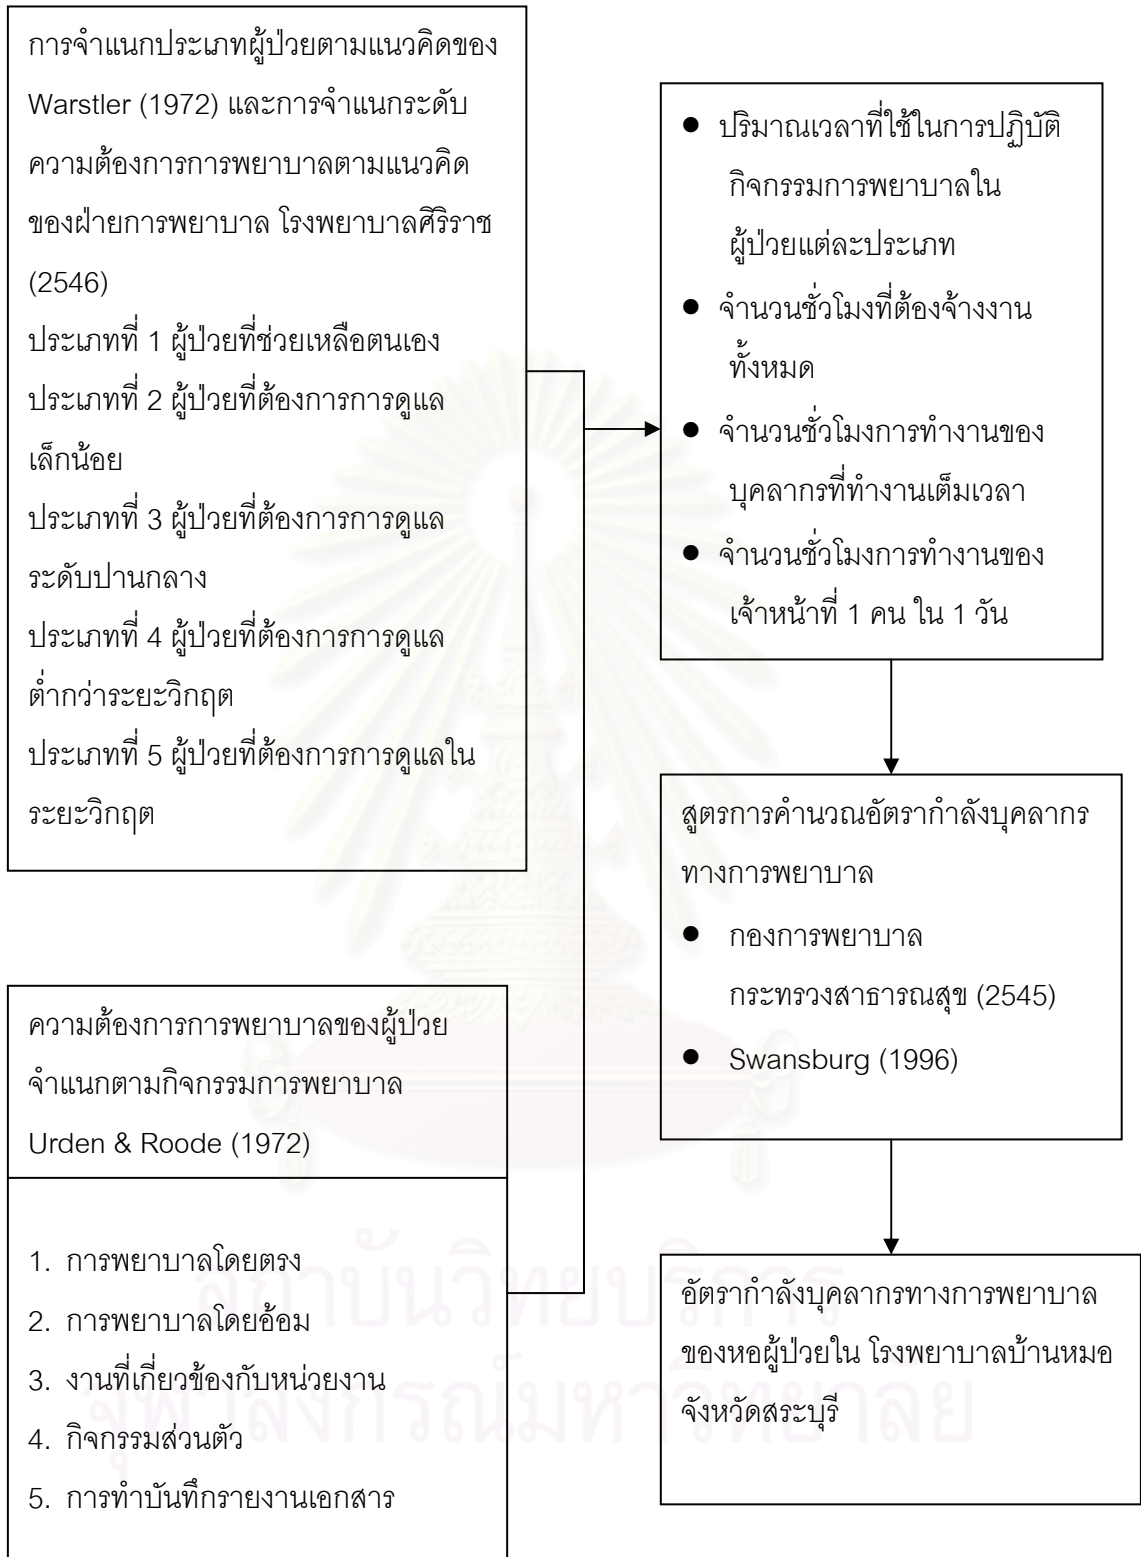 การจำแนกประเภทผู้ป่วยตามแนวคิดของ
Warstler (1972) และการจำแนกระดับ
ความต้องการการพยาบาลตามแนวคิด
ของฝ่ายการพยาบาล โรงพยาบาลศิริราช
(2546)
ประเภทที่ 1 ผู้ป่วยที่ช่วยเหลือตนเอง
ประเภทที่ 2 ผู้ป่วยที่ต้องการการดูแล
เล็กน้อย
ประเภทที่ 3 ผู้ป่วยที่ต้องการการดูแล
ระดับปานกลาง
ประเภทที่ 4 ผู้ป่วยที่ต้องการการดูแล
ต่ำกว่าระยะวิกฤต
ประเภทที่ 5 ผู้ป่วยที่ต้องการการดูแลใน
ระยะวิกฤต
ความต้องการการพยาบาลของผู้ป่วย
จำแนกตามกิจกรรมการพยาบาล
Urden & Roode (1972)
1. การพยาบาลโดยตรง
2. การพยาบาลโดยอ้อม
3. งานที่เกี่ยวข้องกับหน่วยงาน
4. กิจกรรมส่วนตัว
5. การทำบันทึกรายงานเอกสาร
● ปริมาณเวลาที่ใช้ในการปฏิบัติ
กิจกรรมการพยาบาลใน
ผู้ป่วยแต่ละประเภท
● จำนวนชั่วโมงที่ต้องจ้างงาน
ทั้งหมด
● จำนวนชั่วโมงการทำงานของ
บุคลากรที่ทำงานเต็มเวลา
● จำนวนชั่วโมงการทำงานของ
เจ้าหน้าที่ 1 คน ใน 1 วัน
สูตรการคำนวณอัตรากำลังบุคลากร
ทางการพยาบาล
● กองการพยาบาล
กระทรวงสาธารณสุข (2545)
● Swansburg (1996)
อัตรากำลังบุคลากรทางการพยาบาล
ของหอผู้ป่วยใน โรงพยาบาลบ้านหมอ
จังหวัดสระบุรี
สถาบันวิทยบริการ
จุฬาลงกรณ์มหาวิทยาลัย